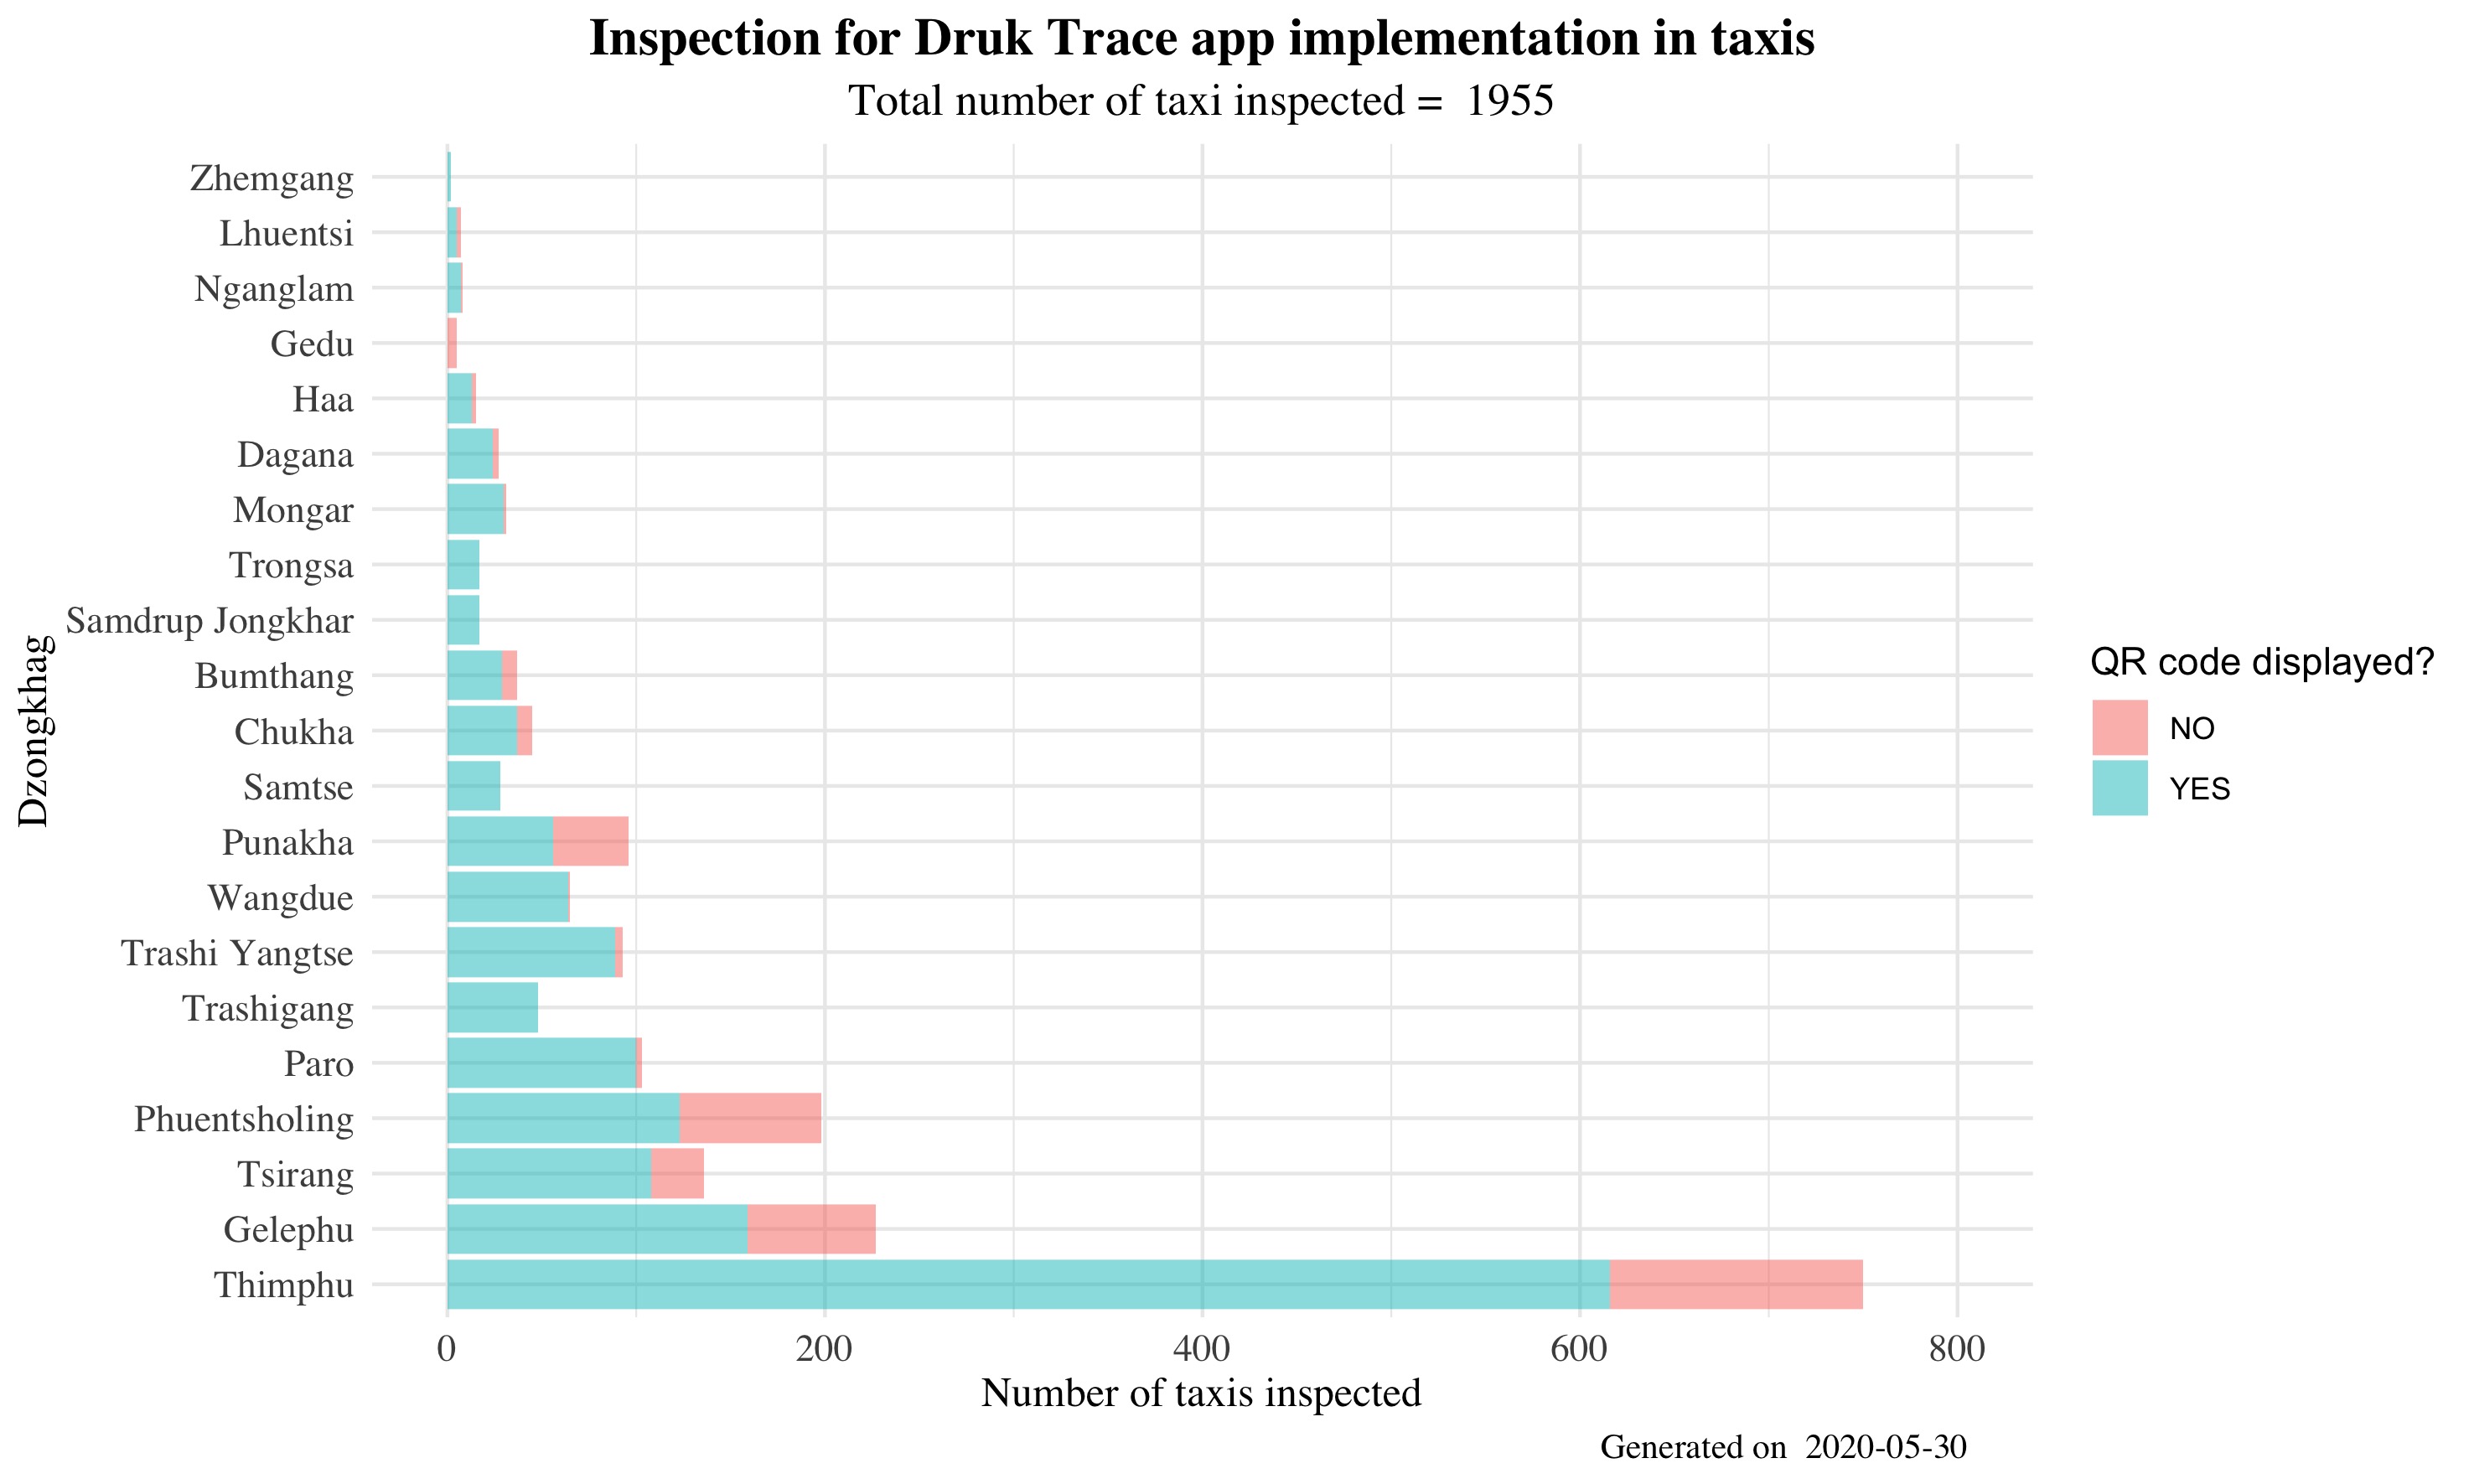 Inspection for Druk Trace app implementation in taxis
Total number of taxi inspected = 1955
Dzongkhag
Zhemgang
Lhuentsi
Nganglam
Gedu
Haa
Dagana
Mongar
Trongsa
Samdrup Jongkhar
Bumthang
Chukha
Samtse
Punakha
Wangdue
Trashi Yangtse
Trashigang
Paro
Phuentsholing
Tsirang
Gelephu
Thimphu
0 200 400 600 800
Number of taxis inspected
QR code displayed?
NO
YES
Generated on 2020-05-30